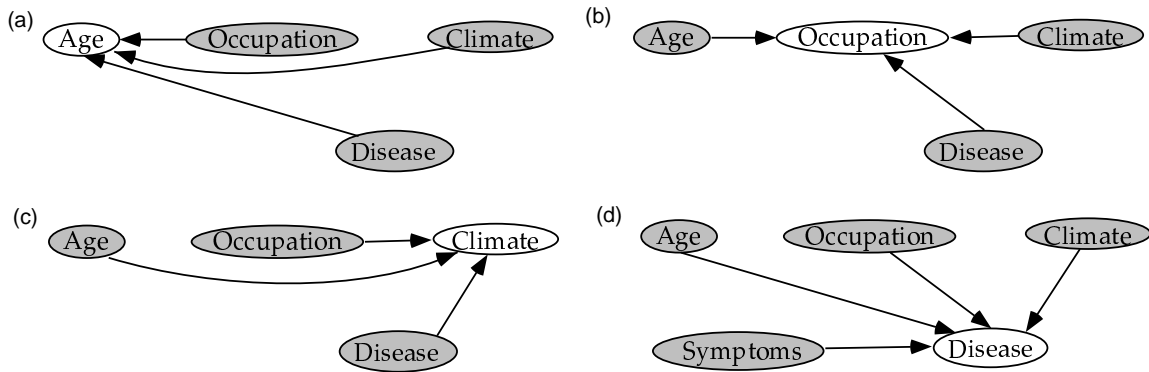 (a)
Age
Occupation
Climate
Disease
(b)
Age
Occupation
Climate
Disease
(c)
Age
Occupation
Climate
Disease
(d)
Age
Occupation
Climate
Symptoms
Disease